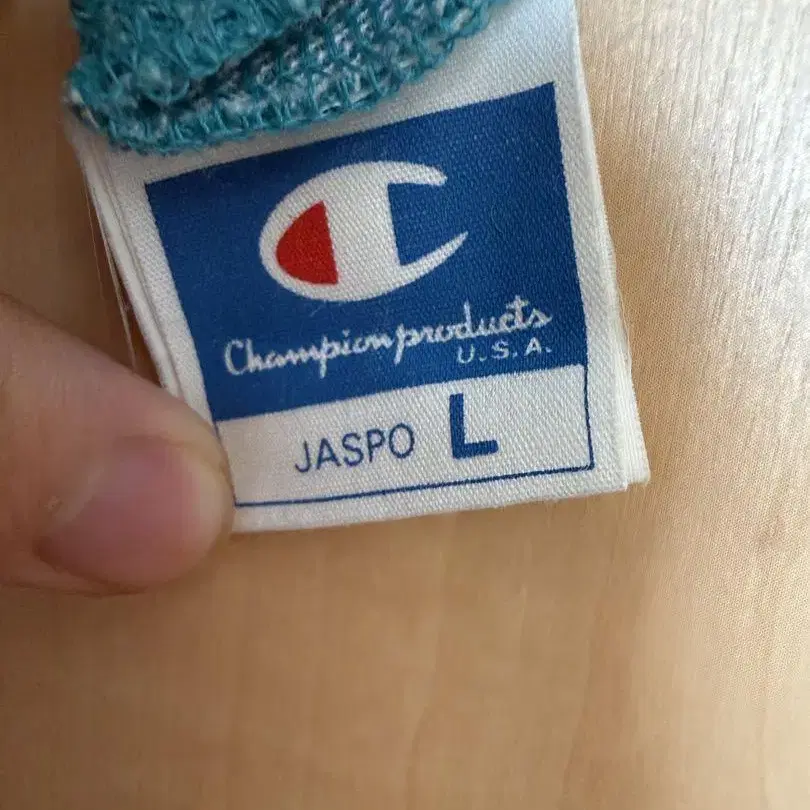 Champion products
U.S.A.
JASPO L